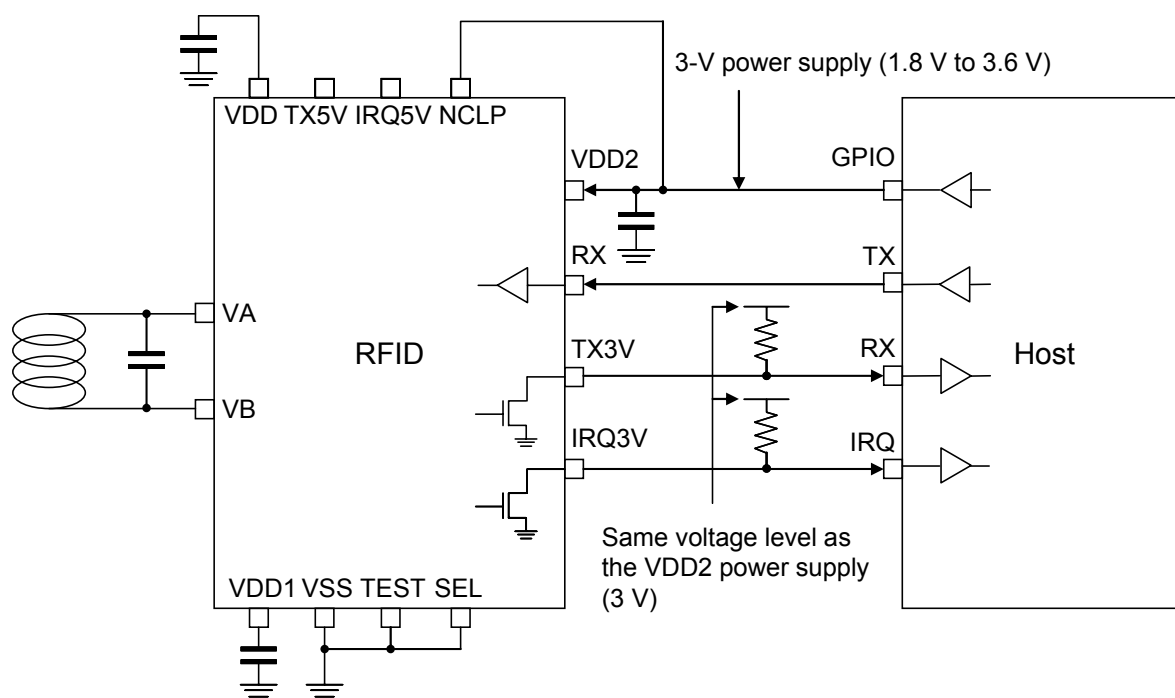 3-V power supply (1.8 V to 3.6 V)
VDD TX5V IRQ5V NCLP
VDD2
GPIO
RX
TX
VA
RFID
TX3V
RX
Host
VB
IRQ3V
IRQ
Same voltage level as
the VDD2 power supply
(3 V)
VDD1 VSS TEST SEL